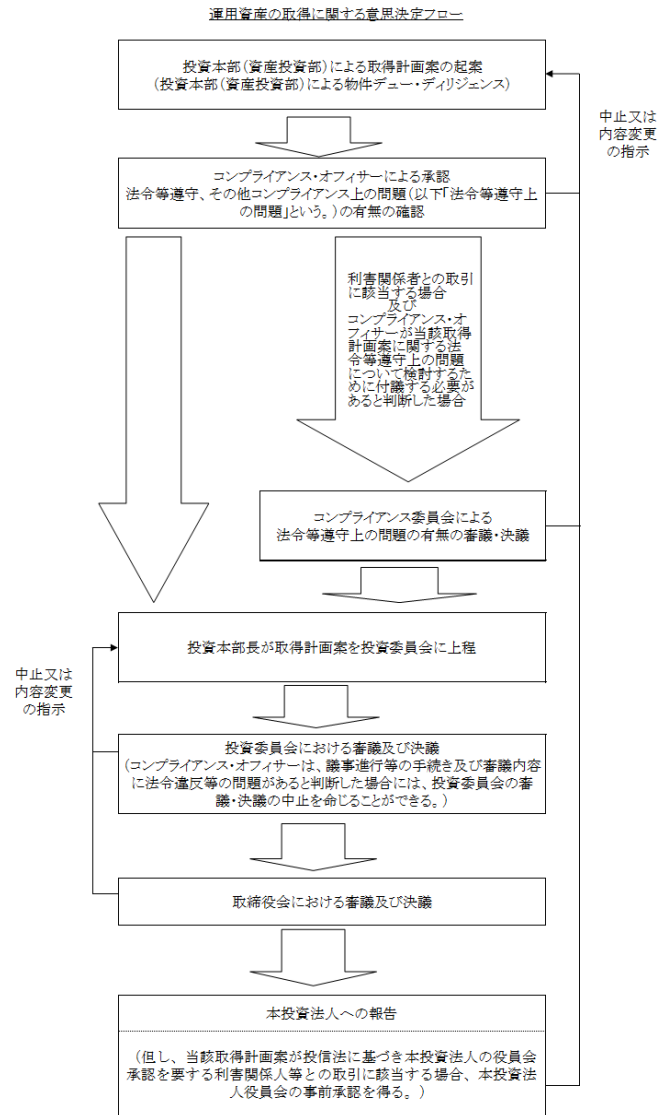 運用資産の取得に関する意思決定フロー
投資本部(資産投資部)による取得計画案の起案
(投資本部(資産投資部)による物件デュー・ディリジェンス)
中止又は
内容変更
の指示
コンプライアンス・オフィサーによる承認
法令等遵守、その他コンプライアンス上の問題(以下「法令等遵守上
の問題」という。)の有無の確認
利害関係者との取引
に該当する場合
及び
コンプライアンス・オ
フィサーが当該取得
計画案に関する法
令等遵守上の問題
について検討するた
めに付議する必要が
あると判断した場合
コンプライアンス委員会による
法令等遵守上の問題の有無の審議・決議
投資本部長が取得計画案を投資委員会に上程
中止又は
内容変更
の指示
投資委員会における審議及び決議
(コンプライアンス・オフィサーは、議事進行等の手続き及び審議内容
に法令違反等の問題があると判断した場合には、投資委員会の審
議・決議の中止を命じることができる。)
取締役会における審議及び決議
本投資法人への報告
(但し、当該取得計画案が投信法に基づき本投資法人の役員会
承認を要する利害関係人等との取引に該当する場合、本投資法
人役員会の事前承認を得る。)